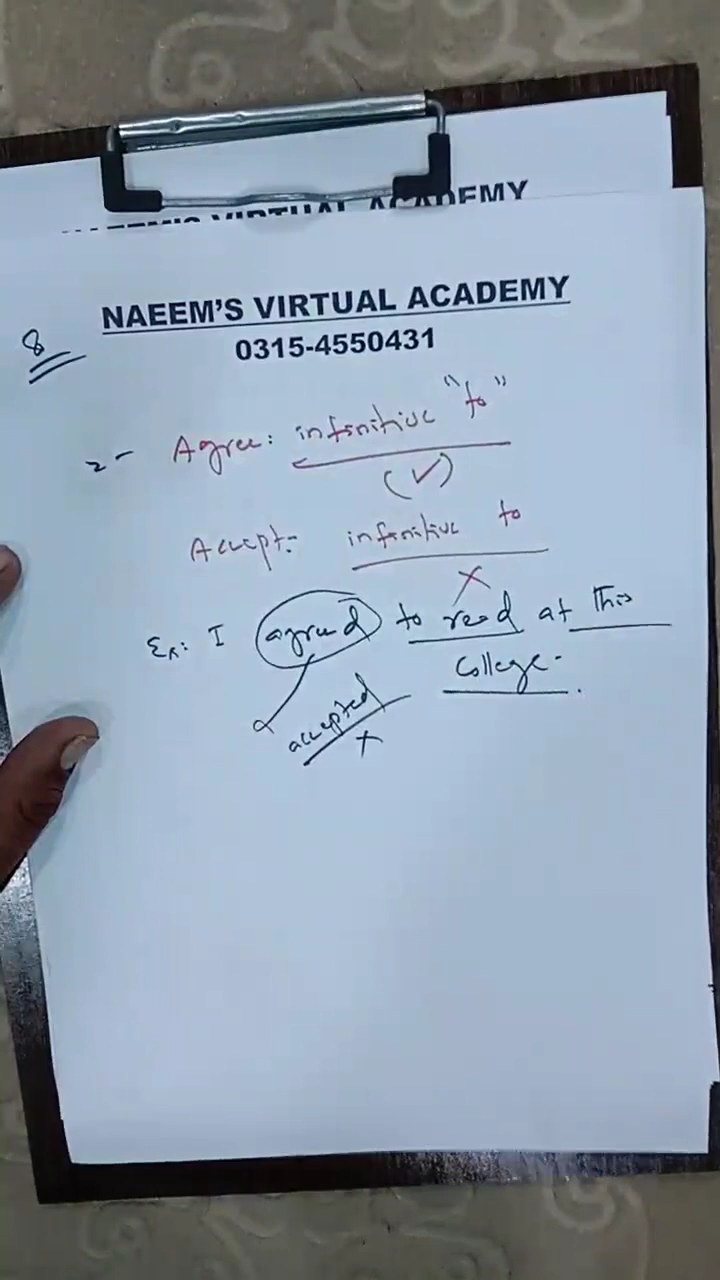 NAEEM'S VIRTUAL ACADEMY
NAEEM'S VIRTUAL ACADEMY
0315-4550431
8
2- Agree: infinitive "to"
(✓)
Accept:- infinitive to
×
Ex: I agreed to read at this
college.
accepted
×